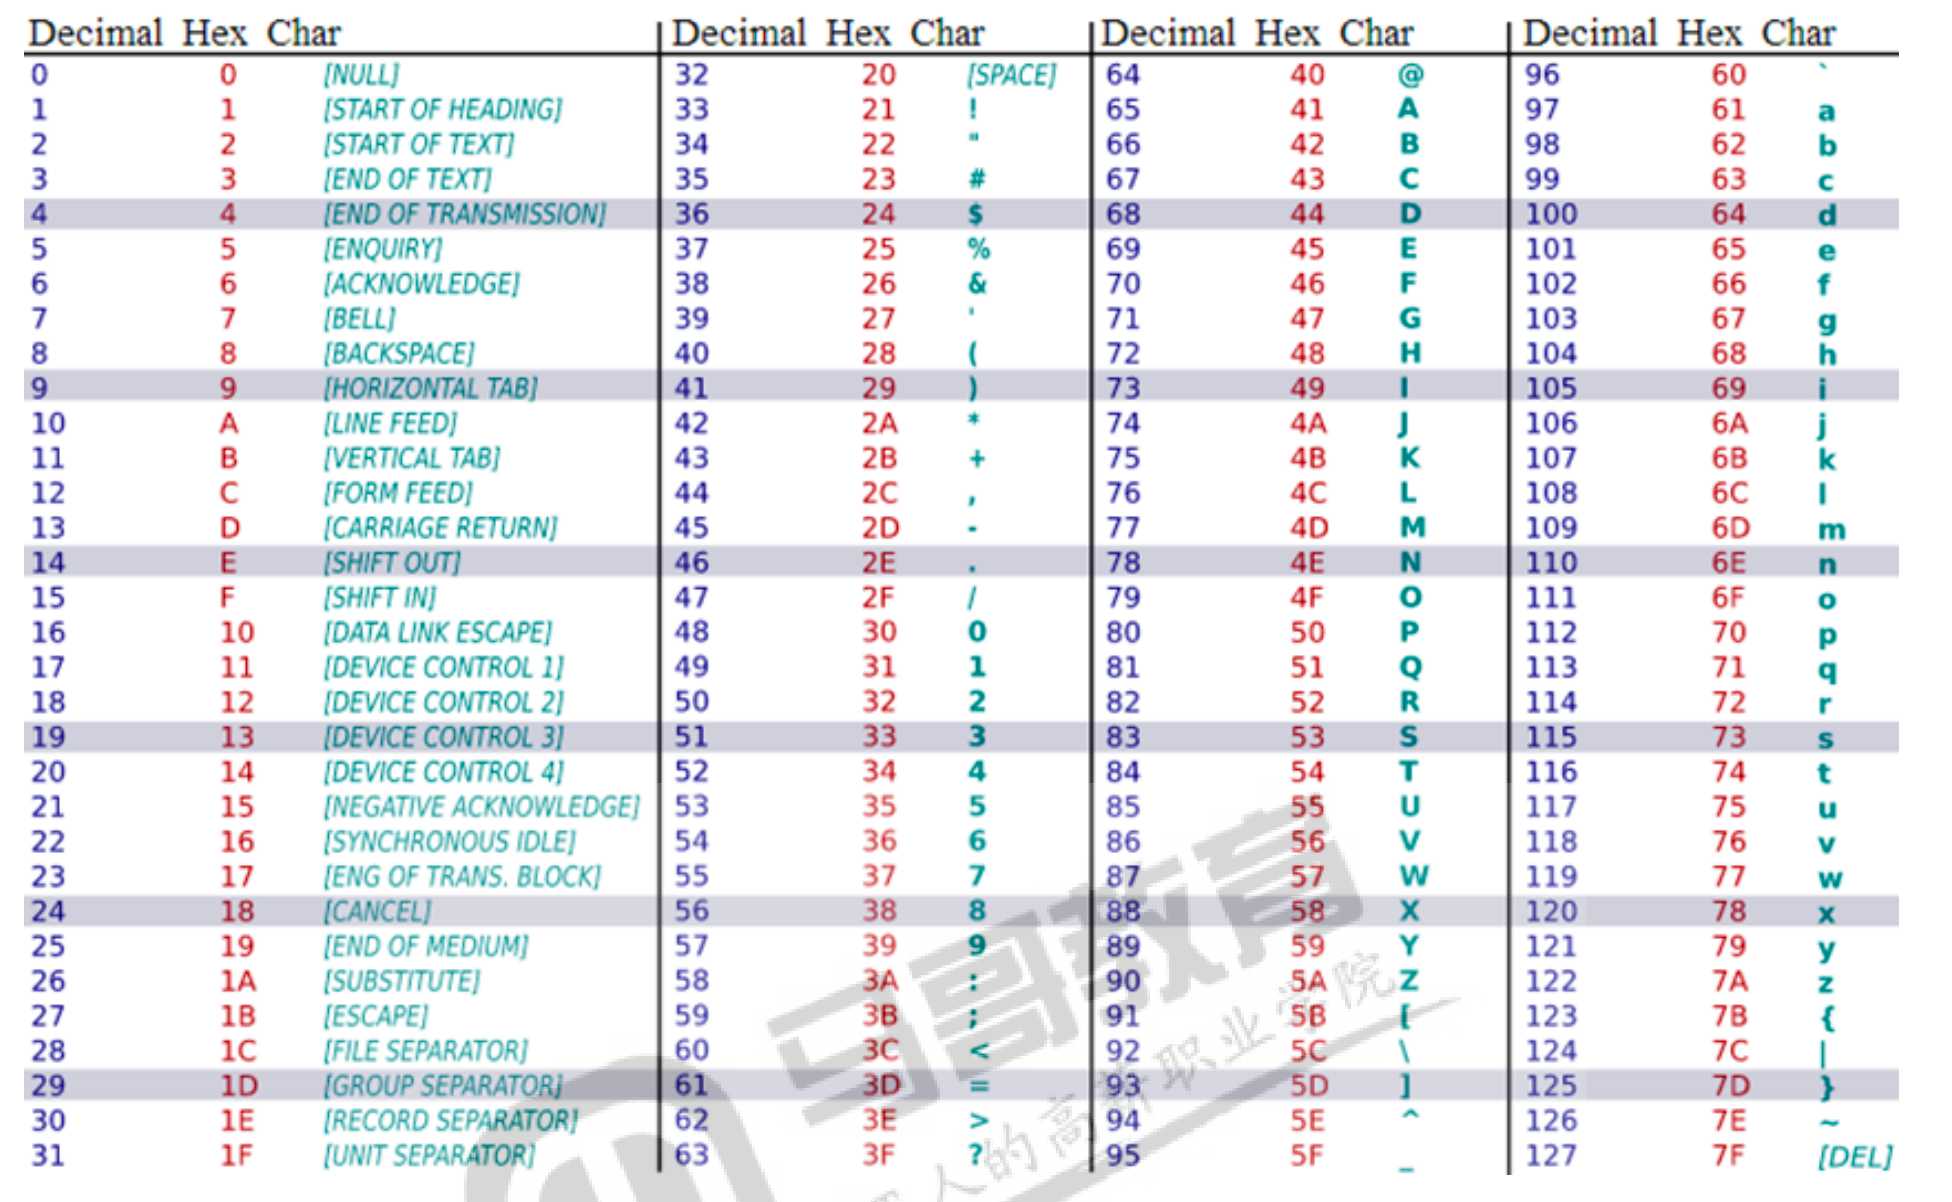 Decimal Hex Char Decimal Hex Char Decimal Hex Char Decimal Hex Char
0 0 [NULL] 32 20 [SPACE] 64 40 @ 96 60 `
1 1 [START OF HEADING] 33 21 ! 65 41 A 97 61 a
2 2 [START OF TEXT] 34 22 " 66 42 B 98 62 b
3 3 [END OF TEXT] 35 23 # 67 43 C 99 63 c
4 4 [END OF TRANSMISSION] 36 24 $ 68 44 D 100 64 d
5 5 [ENQUIRY] 37 25 % 69 45 E 101 65 e
6 6 [ACKNOWLEDGE] 38 26 & 70 46 F 102 66 f
7 7 [BELL] 39 27 ' 71 47 G 103 67 g
8 8 [BACKSPACE] 40 28 ( 72 48 H 104 68 h
9 9 [HORIZONTAL TAB] 41 29 ) 73 49 I 105 69 i
10 A [LINE FEED] 42 2A * 74 4A J 106 6A j
11 B [VERTICAL TAB] 43 2B + 75 4B K 107 6B k
12 C [FORM FEED] 44 2C , 76 4C L 108 6C l
13 D [CARRIAGE RETURN] 45 2D - 77 4D M 109 6D m
14 E [SHIFT OUT] 46 2E . 78 4E N 110 6E n
15 F [SHIFT IN] 47 2F / 79 4F O 111 6F o
16 10 [DATA LINK ESCAPE] 48 30 0 80 50 P 112 70 p
17 11 [DEVICE CONTROL 1] 49 31 1 81 51 Q 113 71 q
18 12 [DEVICE CONTROL 2] 50 32 2 82 52 R 114 72 r
19 13 [DEVICE CONTROL 3] 51 33 3 83 53 S 115 73 s
20 14 [DEVICE CONTROL 4] 52 34 4 84 54 T 116 74 t
21 15 [NEGATIVE ACKNOWLEDGE] 53 35 5 85 55 U 117 75 u
22 16 [SYNCHRONOUS IDLE] 54 36 6 86 56 V 118 76 v
23 17 [ENG OF TRANS. BLOCK] 55 37 7 87 57 W 119 77 w
24 18 [CANCEL] 56 38 8 88 58 X 120 78 x
25 19 [END OF MEDIUM] 57 39 9 89 59 Y 121 79 y
26 1A [SUBSTITUTE] 58 3A : 90 5A Z 122 7A z
27 1B [ESCAPE] 59 3B ; 91 5B [ 123 7B {
28 1C [FILE SEPARATOR] 60 3C < 92 5C \ 124 7C |
29 1D [GROUP SEPARATOR] 61 3D = 93 5D ] 125 7D }
30 1E [RECORD SEPARATOR] 62 3E > 94 5E ^ 126 7E ~
31 1F [UNIT SEPARATOR] 63 3F ? 95 5F _ 127 7F [DEL]
马哥教育
人的高薪职业学院